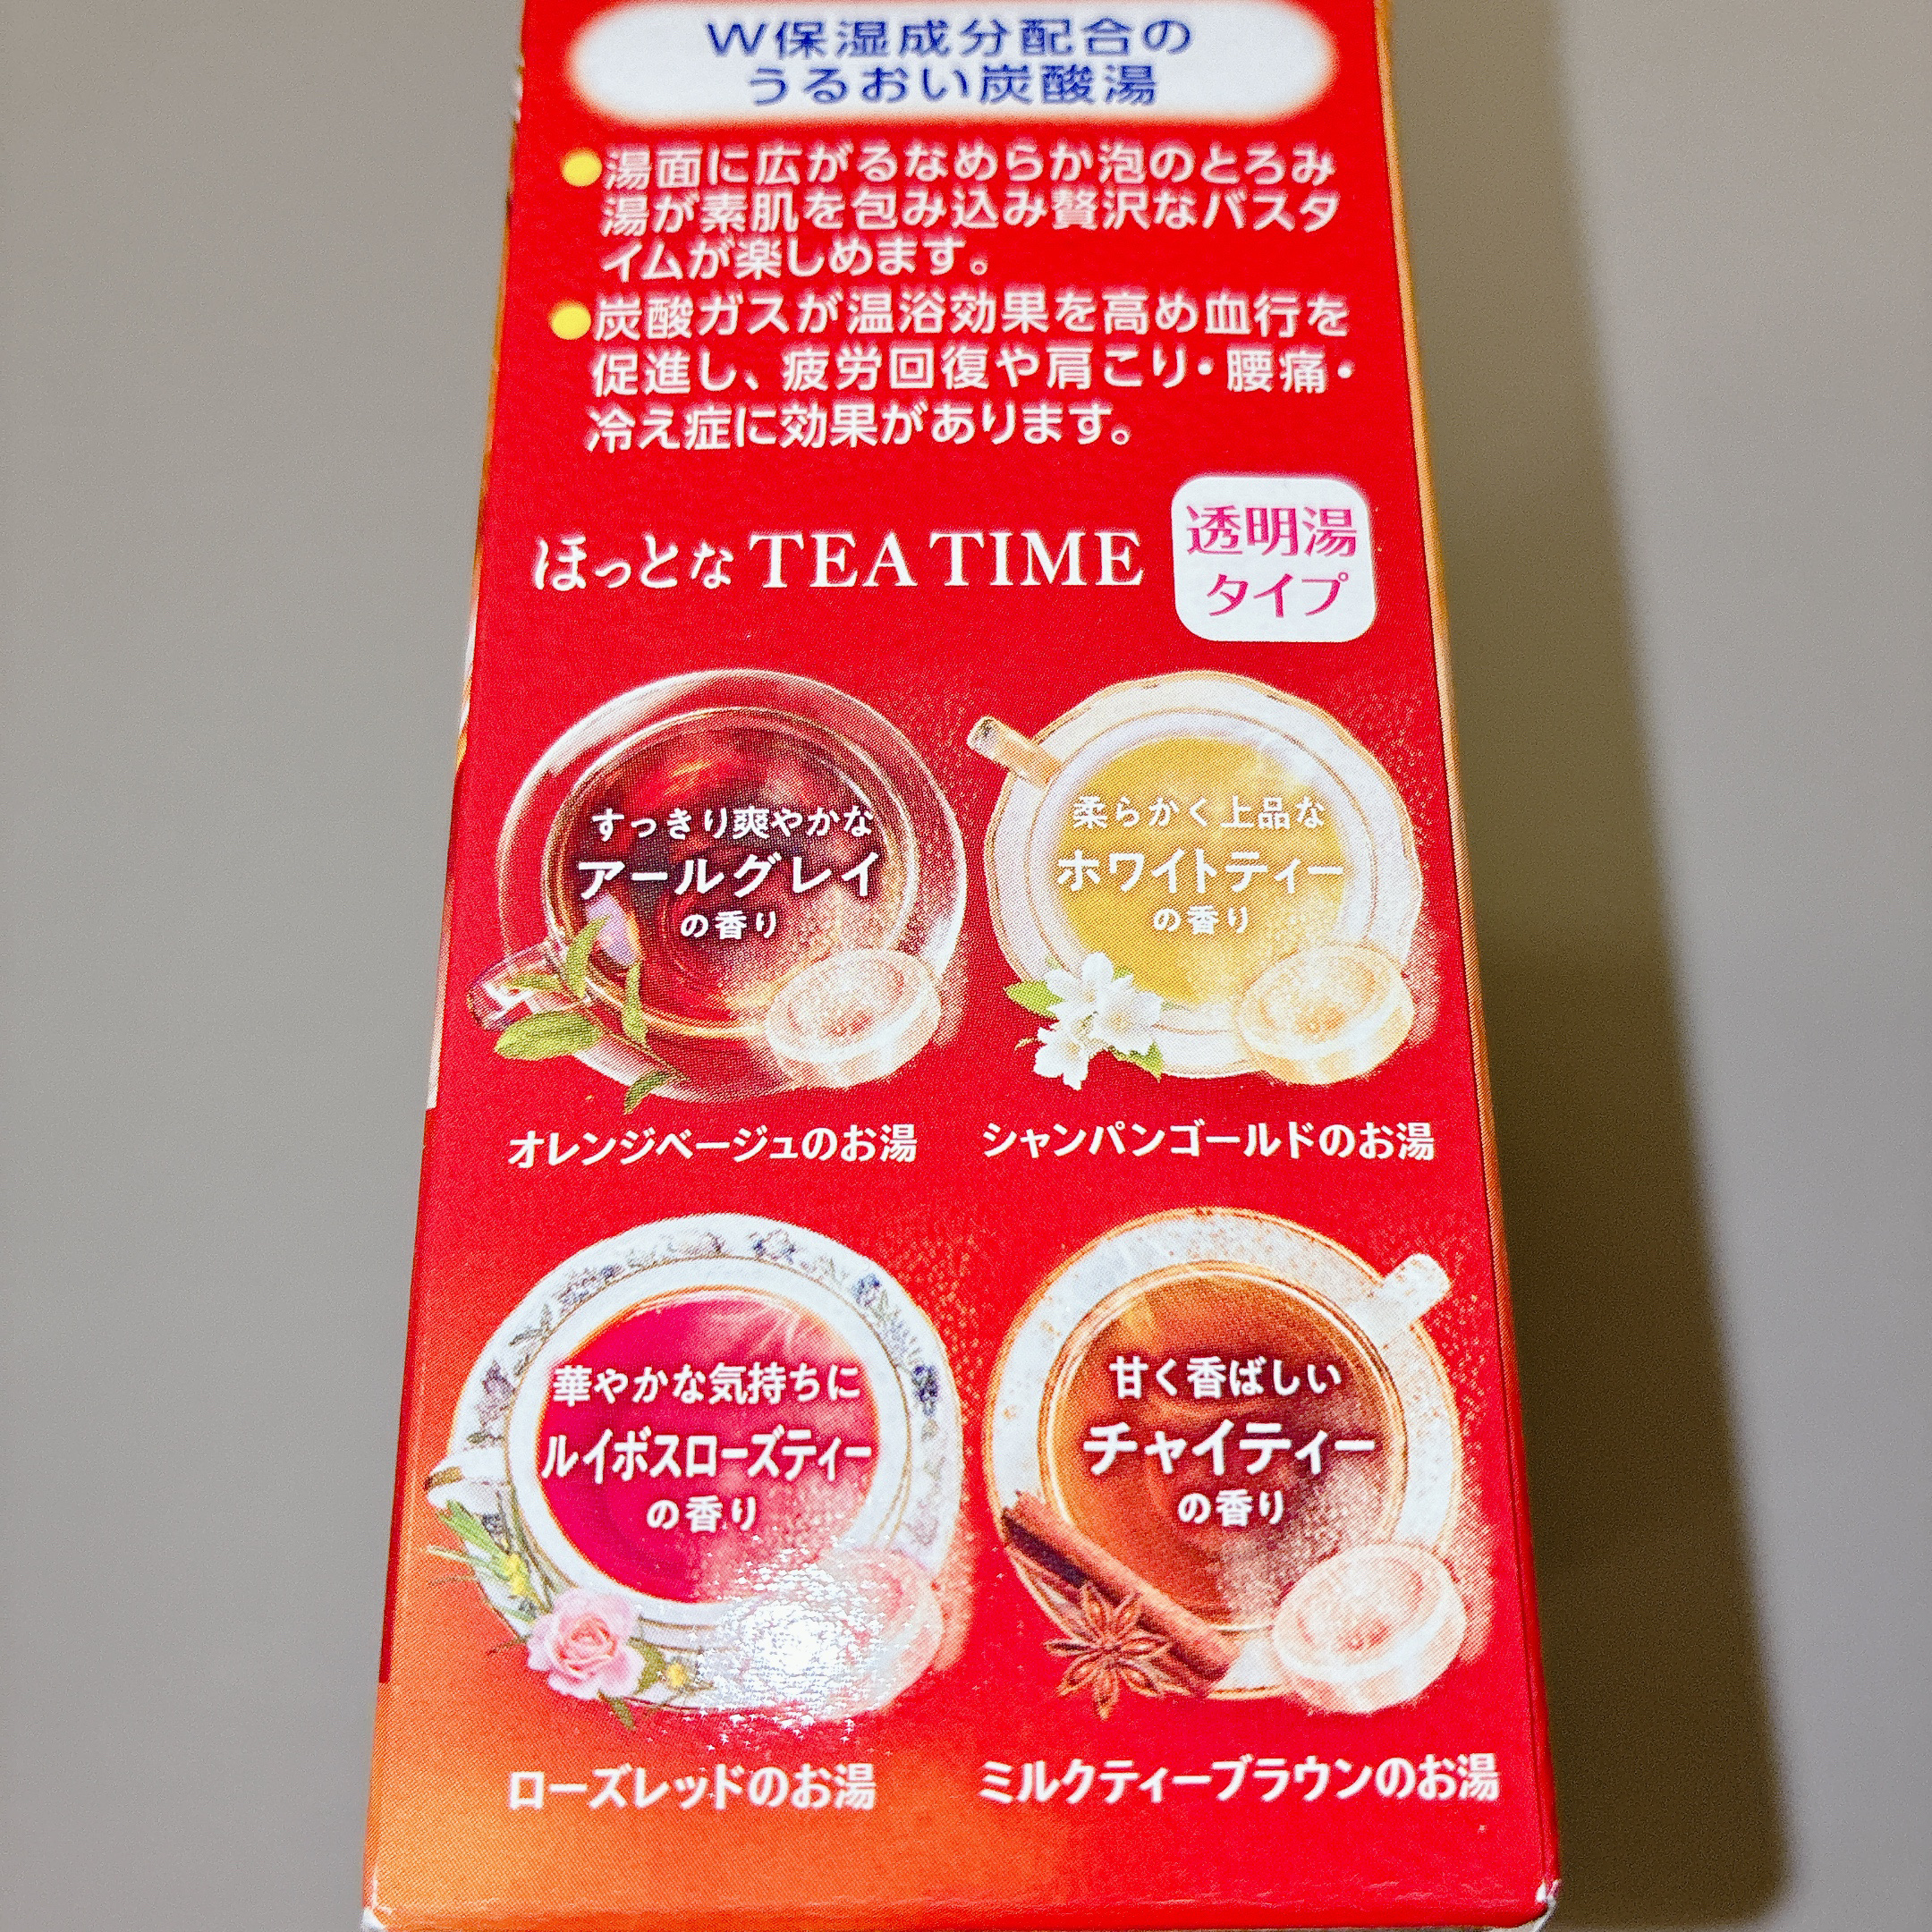 W保湿成分配合の
うるおい炭酸湯
●湯面に広がるなめらか泡のとろみ
湯が素肌を包み込み贅沢なバスタ
イムが楽しめます。
●炭酸ガスが温浴効果を高め血行を
促進し、疲労回復や肩こり・腰痛・
冷え症に効果があります。
ほっとなTEA TIME
透明湯
タイプ
すっきり爽やかな
アールグレイ
の香り
オレンジベージュのお湯
柔らかく上品な
ホワイトティー
の香り
シャンパンゴールドのお湯
華やかな気持ちに
ルイボスローズティー
の香り
ローズレッドのお湯
甘く香ばしい
チャイティー
の香り
ミルクティーブラウンのお湯